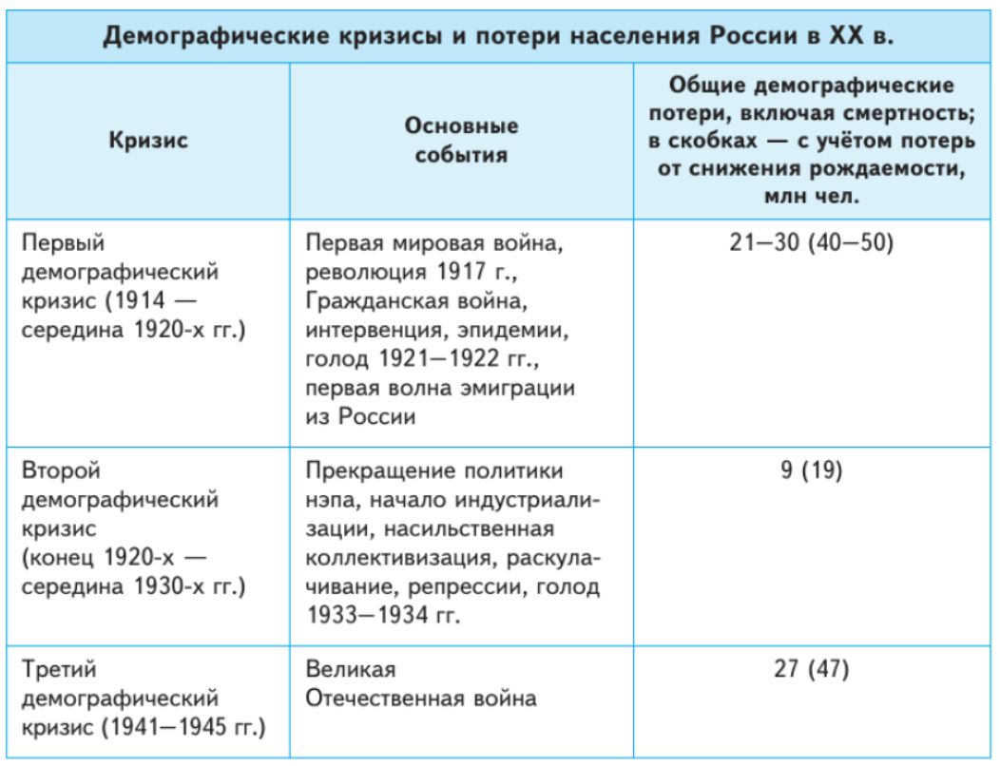 Демографические кризисы и потери населения России в XX в.
Кризис
Основные
события
Общие демографические
потери, включая смертность;
в скобках — с учётом потерь
от снижения рождаемости,
млн чел.
Первый
демографический
кризис (1914 —
середина 1920-х гг.)
Первая мировая война,
революция 1917 г.,
Гражданская война,
интервенция, эпидемии,
голод 1921—1922 гг.,
первая волна эмиграции
из России
21—30 (40—50)
Второй
демографический
кризис
(конец 1920-х —
середина 1930-х гг.)
Прекращение политики
нэпа, начало индустриали-
зации, насильственная
коллективизация, раскула-
чивание, репрессии, голод
1933—1934 гг.
9 (19)
Третий
демографический
кризис (1941—1945 гг.)
Великая
Отечественная война
27 (47)